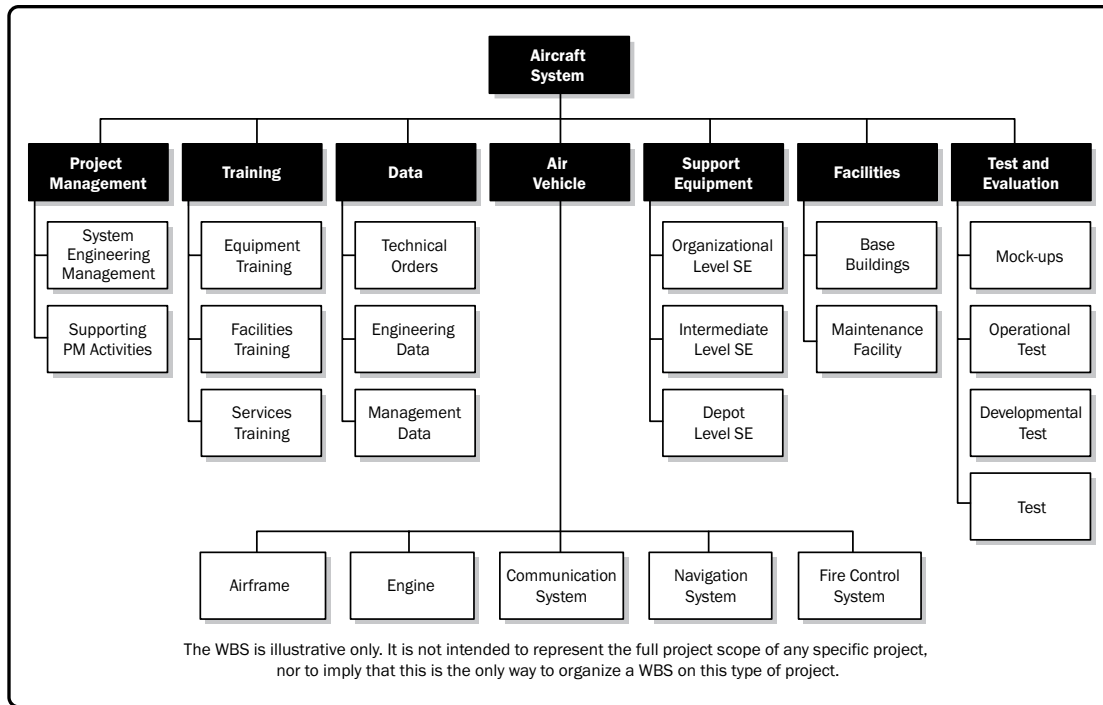 Aircraft
System
Project
Management
Training
Data
Air
Vehicle
Support
Equipment
Facilities
Test and
Evaluation
System
Engineering
Management
Supporting
PM Activities
Equipment
Training
Facilities
Training
Services
Training
Technical
Orders
Engineering
Data
Management
Data
Organizational
Level SE
Intermediate
Level SE
Depot
Level SE
Base
Buildings
Maintenance
Facility
Mock-ups
Operational
Test
Developmental
Test
Test
Airframe
Engine
Communication
System
Navigation
System
Fire Control
System
The WBS is illustrative only. It is not intended to represent the full project scope of any specific project,
nor to imply that this is the only way to organize a WBS on this type of project.